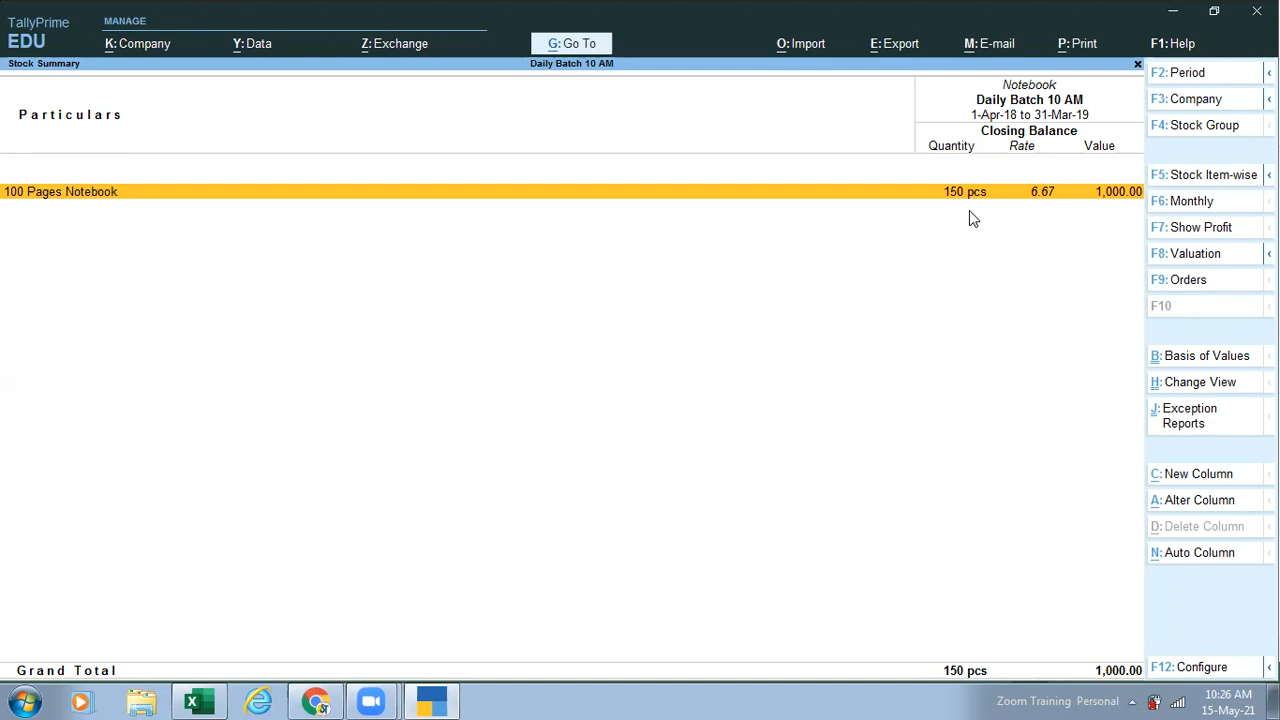 TallyPrime
EDU
MANAGE
K: Company
Y: Data
Z: Exchange
G: Go To
O: Import
E: Export
M: E-mail
P: Print
F1: Help
Stock Summary
Daily Batch 10 AM
Particulars
Notebook
Daily Batch 10 AM
1-Apr-18 to 31-Mar-19
Closing Balance
Quantity Rate Value
100 Pages Notebook 150 pcs 6.67 1,000.00
Grand Total 150 pcs 1,000.00
F2: Period
F3: Company
F4: Stock Group
F5: Stock Item-wise
F6: Monthly
F7: Show Profit
F8: Valuation
F9: Orders
F10
B: Basis of Values
H: Change View
J: Exception
Reports
C: New Column
A: Alter Column
D: Delete Column
N: Auto Column
F12: Configure
Zoom Training Personal
10:26 AM
15-May-21